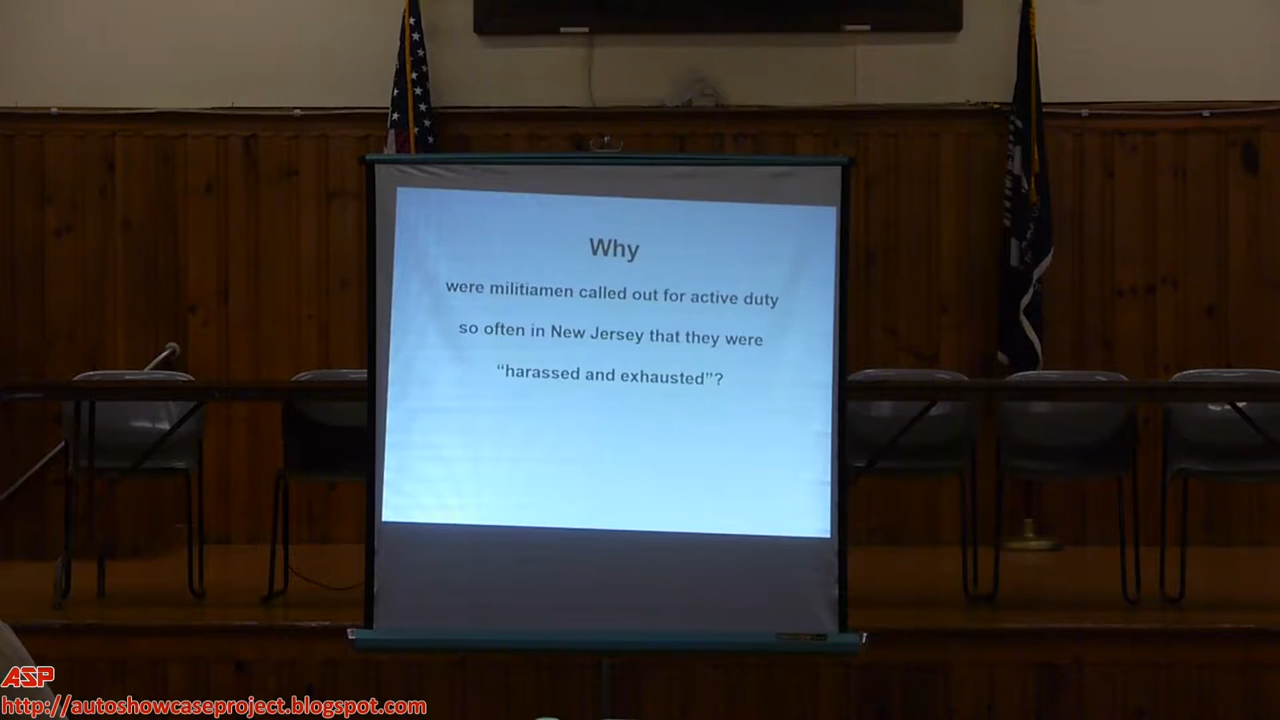 Why
were militiamen called out for active duty
so often in New Jersey that they were
“harassed and exhausted”?
ASP
http://autoshowcaseproject.blogspot.com